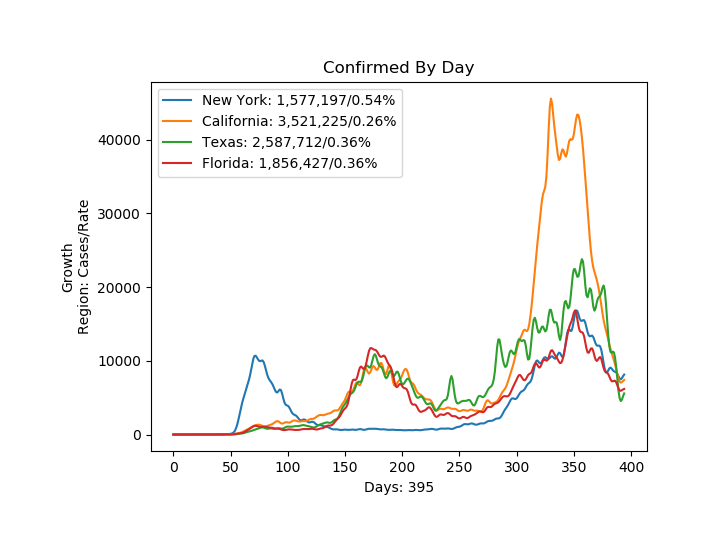 Confirmed By Day
New York: 1,577,197/0.54%
California: 3,521,225/0.26%
Texas: 2,587,712/0.36%
Florida: 1,856,427/0.36%
Growth
Region: Cases/Rate
40000
30000
20000
10000
0
0 50 100 150 200 250 300 350 400
Days: 395